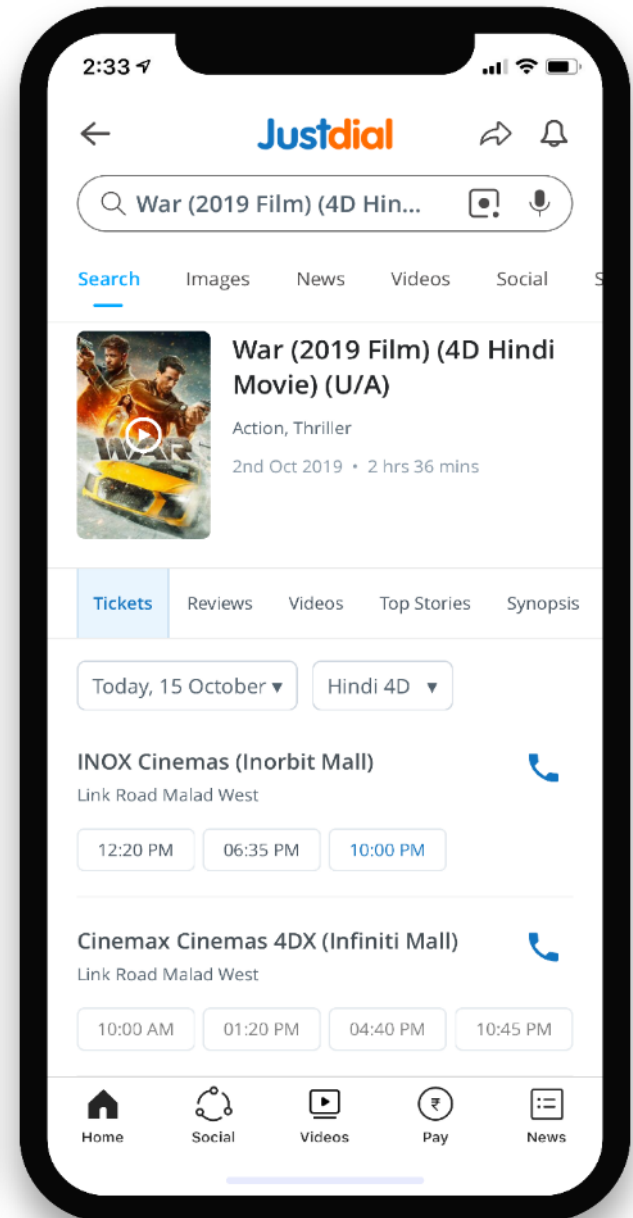 2:33
Justdial
War (2019 Film) (4D Hin...
Search Images News Videos Social S
War (2019 Film) (4D Hindi
Movie) (U/A)
Action, Thriller
2nd Oct 2019 • 2 hrs 36 mins
WAR
Tickets Reviews Videos Top Stories Synopsis
Today, 15 October ▾ Hindi 4D ▾
INOX Cinemas (Inorbit Mall)
Link Road Malad West
12:20 PM 06:35 PM 10:00 PM
Cinemax Cinemas 4DX (Infiniti Mall)
Link Road Malad West
10:00 AM 01:20 PM 04:40 PM 10:45 PM
₹
Home Social Videos Pay News